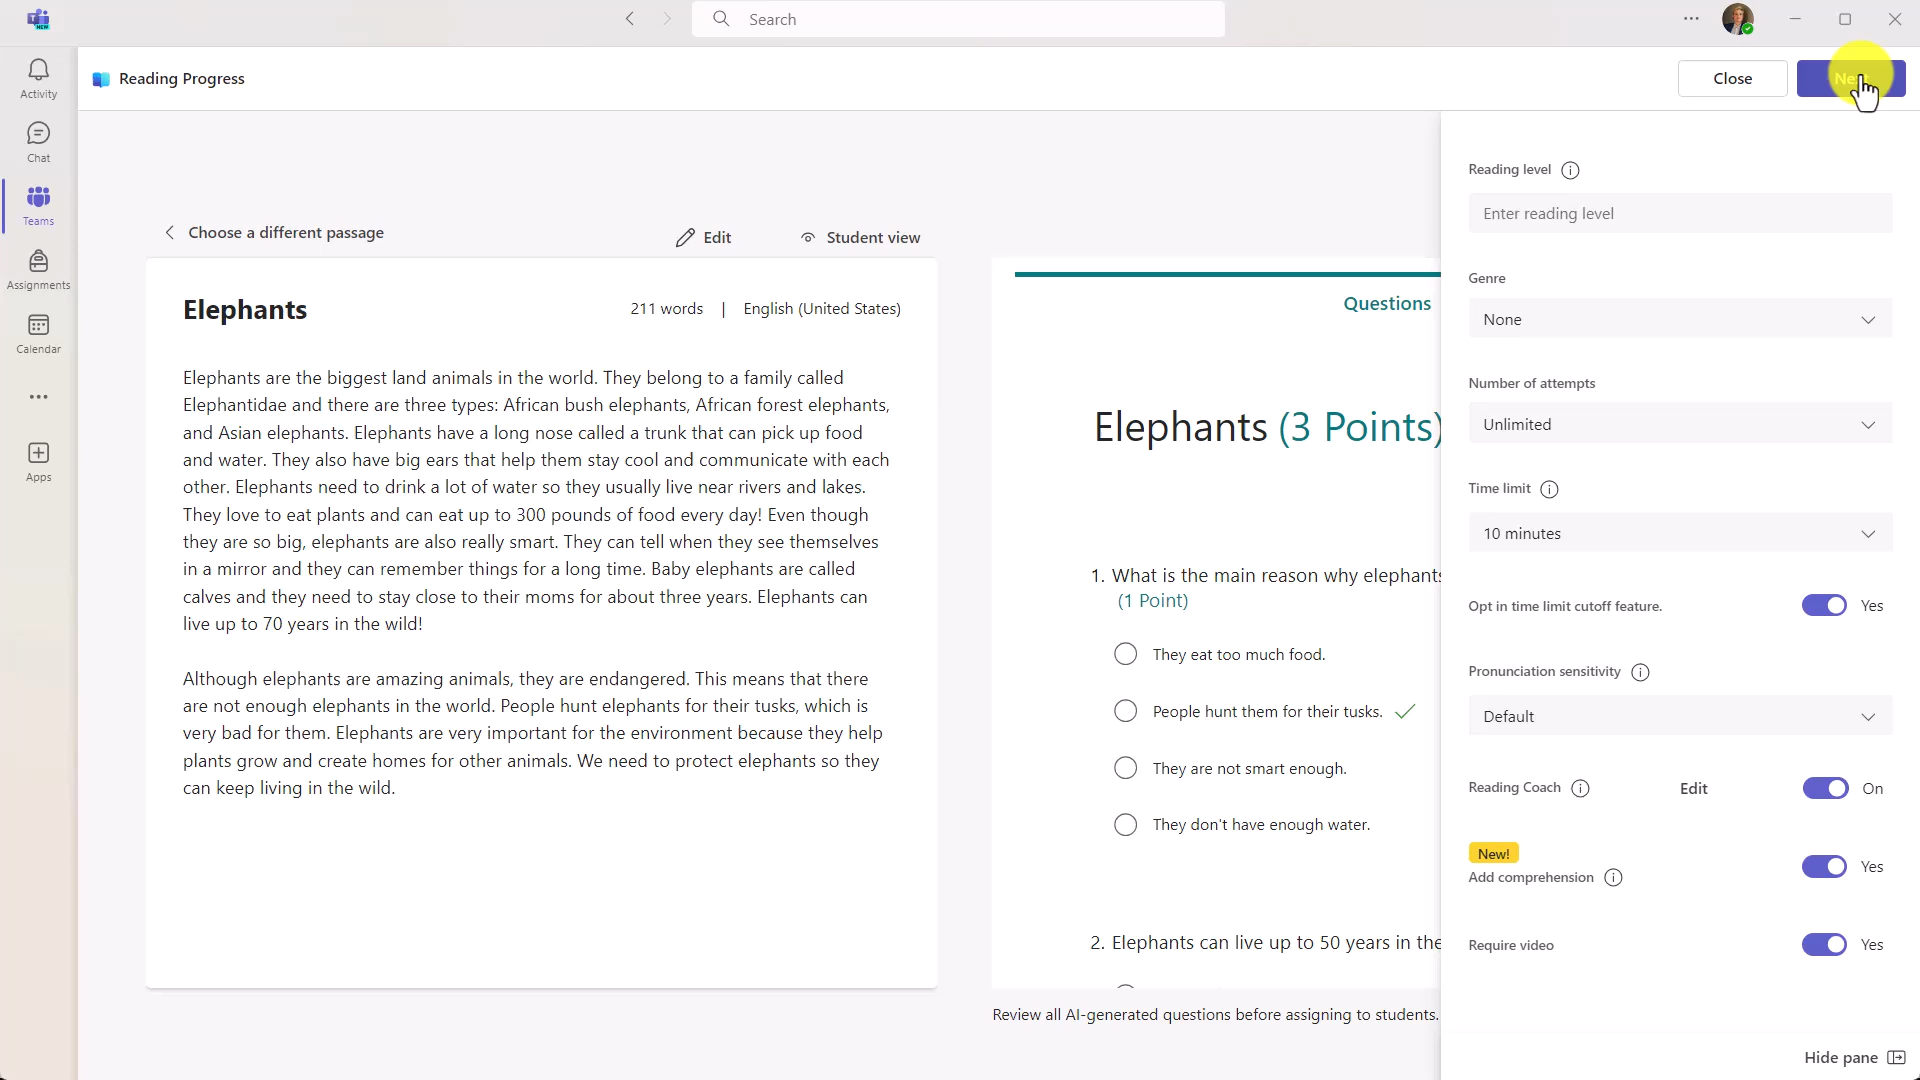 Search
NEW
Activity
Chat
Teams
Assignments
Calendar
Apps
Reading Progress
Close
Choose a different passage
Edit
Student view
Elephants
211 words | English (United States)
Elephants are the biggest land animals in the world. They belong to a family called
Elephantidae and there are three types: African bush elephants, African forest elephants,
and Asian elephants. Elephants have a long nose called a trunk that can pick up food
and water. They also have big ears that help them stay cool and communicate with each
other. Elephants need to drink a lot of water so they usually live near rivers and lakes.
They love to eat plants and can eat up to 300 pounds of food every day! Even though
they are so big, elephants are also really smart. They can tell when they see themselves
in a mirror and they can remember things for a long time. Baby elephants are called
calves and they need to stay close to their moms for about three years. Elephants can
live up to 70 years in the wild!
Although elephants are amazing animals, they are endangered. This means that there
are not enough elephants in the world. People hunt elephants for their tusks, which is
very bad for them. Elephants are very important for the environment because they help
plants grow and create homes for other animals. We need to protect elephants so they
can keep living in the wild.
Questions
Elephants (3 Points)
1. What is the main reason why elephants
(1 Point)
They eat too much food.
People hunt them for their tusks.
They are not smart enough.
They don't have enough water.
2. Elephants can live up to 50 years in the
Review all AI-generated questions before assigning to students.
Reading level
Enter reading level
Genre
None
Number of attempts
Unlimited
Time limit
10 minutes
Opt in time limit cutoff feature. Yes
Pronunciation sensitivity
Default
Reading Coach Edit On
New!
Add comprehension Yes
Require video Yes
Hide pane